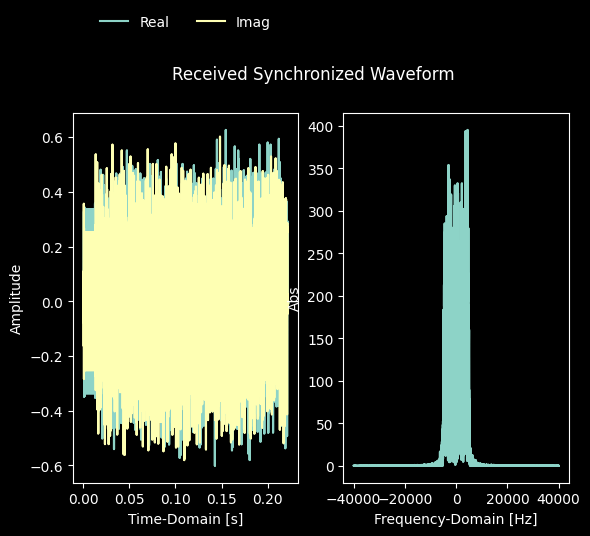 Real Imag
Received Synchronized Waveform
0.6
0.4
0.2
0.0
−0.2
−0.4
−0.6
Amplitude
0.00 0.05 0.10 0.15 0.20
Time-Domain [s]
400
350
300
250
200
150
100
50
0
Abs
−40000 −20000 0 20000 40000
Frequency-Domain [Hz]